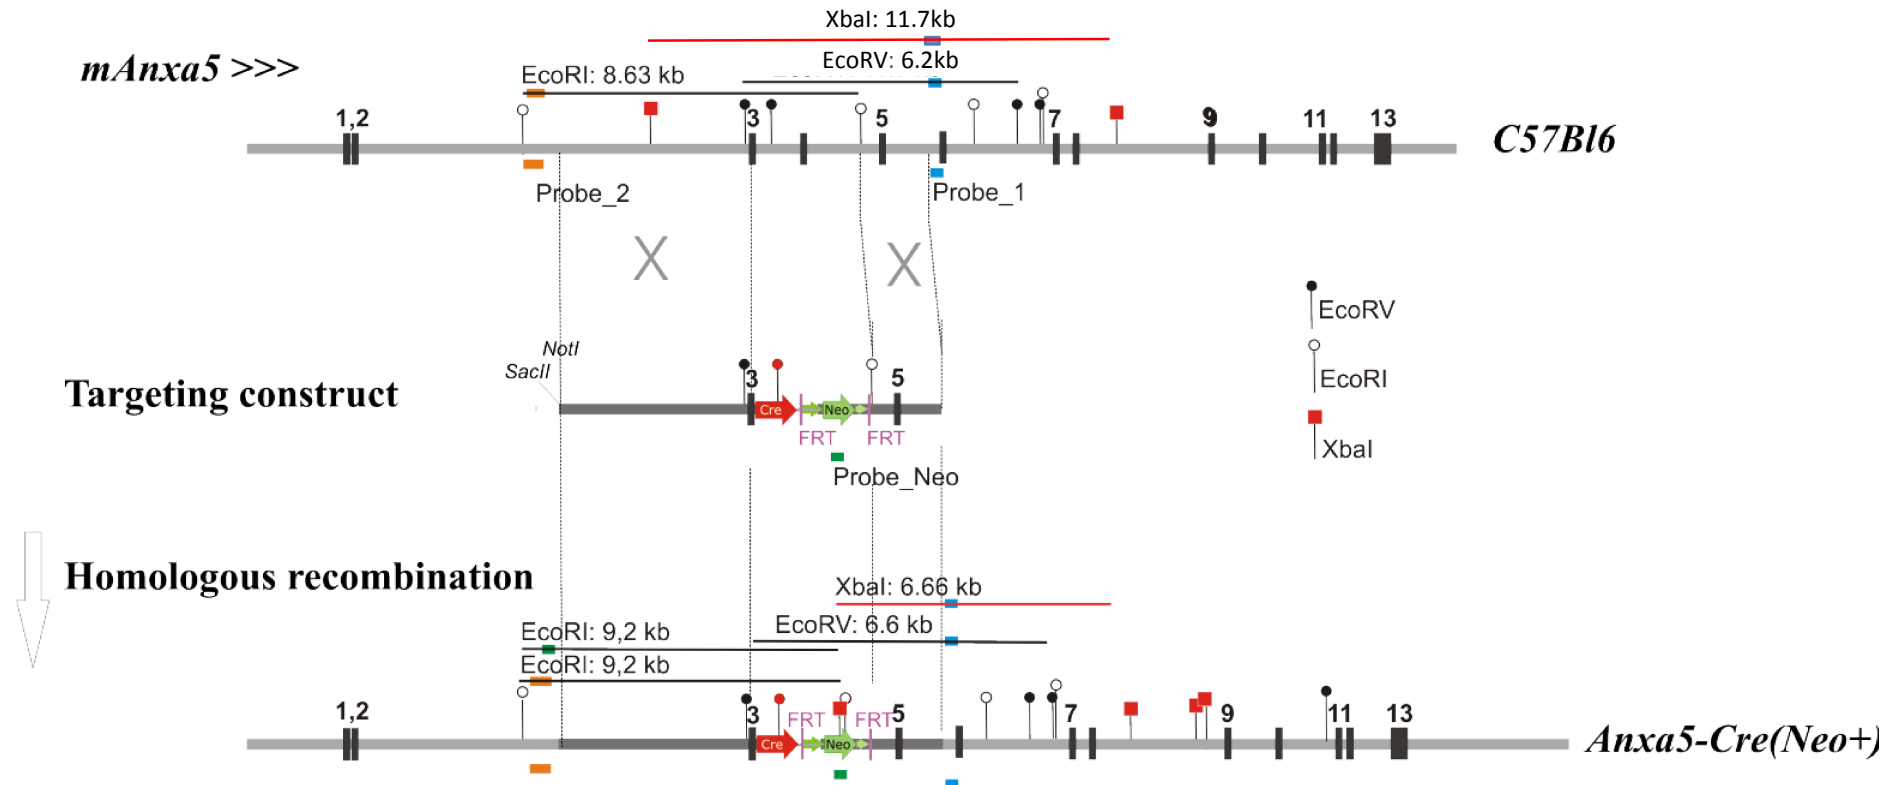 XbaI: 11.7kb
mAnxa5 >>>
EcoRV: 6.2kb
EcoRI: 8.63 kb
1,2 3 5 7 9 11 13
C57Bl6
Probe_2 Probe_1
X X
EcoRV
EcoRI
XbaI
NotI
SacII
Targeting construct
3 5
Cre Neo
FRT FRT
Probe_Neo
Homologous recombination
XbaI: 6.66 kb
EcoRV: 6.6 kb
EcoRI: 9,2 kb
EcoRI: 9,2 kb
1,2 3 FRT FRT 5 7 9 11 13
Cre Neo
Anxa5-Cre(Neo+)